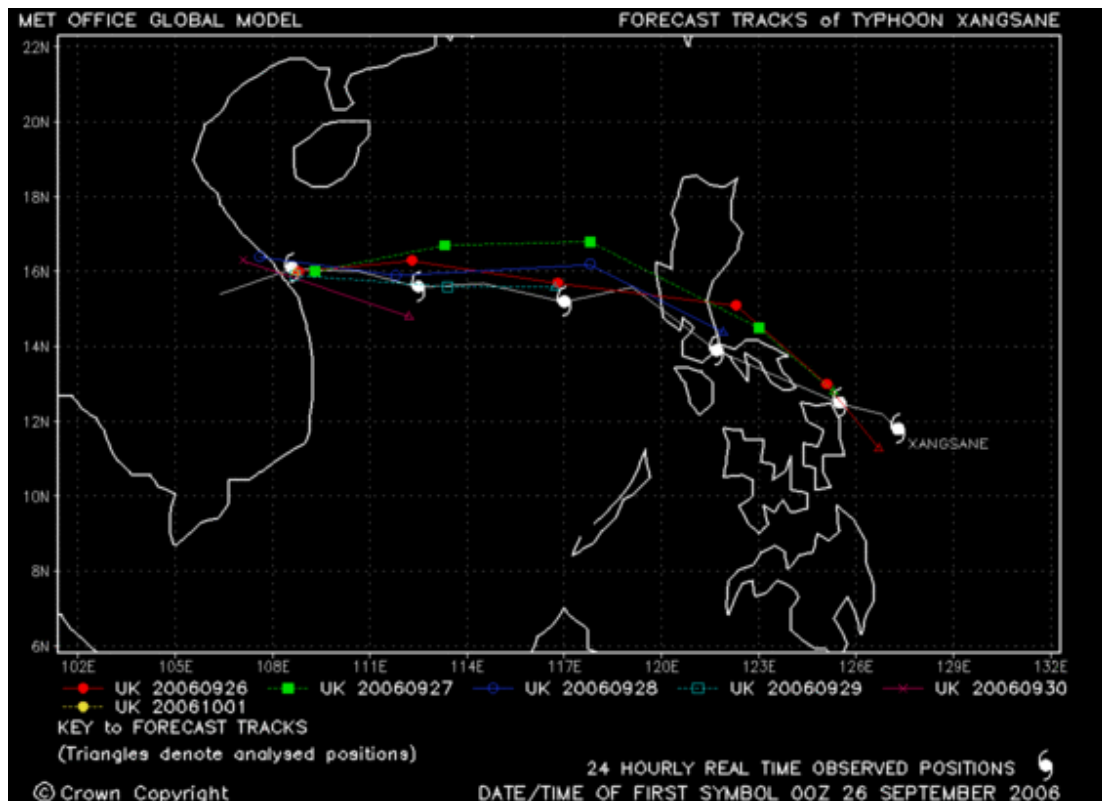 MET OFFICE GLOBAL MODEL FORECAST TRACKS of TYPHOON XANGSANE
22N
20N
18N
16N
14N
12N
XANGSANE
10N
8N
6N
102E 105E 108E 111E 114E 117E 120E 123E 126E 129E 132E
UK 20060926 UK 20060927 UK 20060928 UK 20060929 UK 20060930
UK 20061001
KEY to FORECAST TRACKS
(Triangles denote analysed positions)
24 HOURLY REAL TIME OBSERVED POSITIONS
© Crown Copyright DATE/TIME OF FIRST SYMBOL 00Z 26 SEPTEMBER 2006